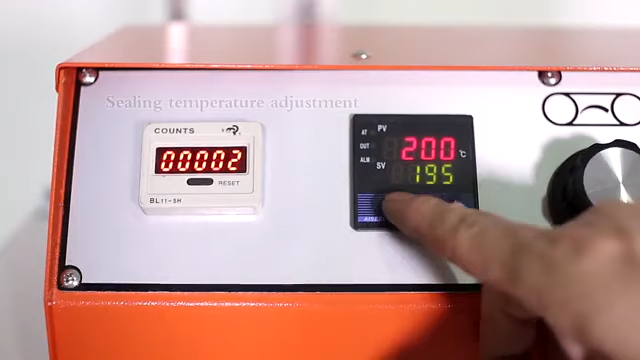 Sealing temperature adjustment
COUNTS
00002
RESET
BL11-5H
AT
PV
OUT
200
°C
ALM
SV
195